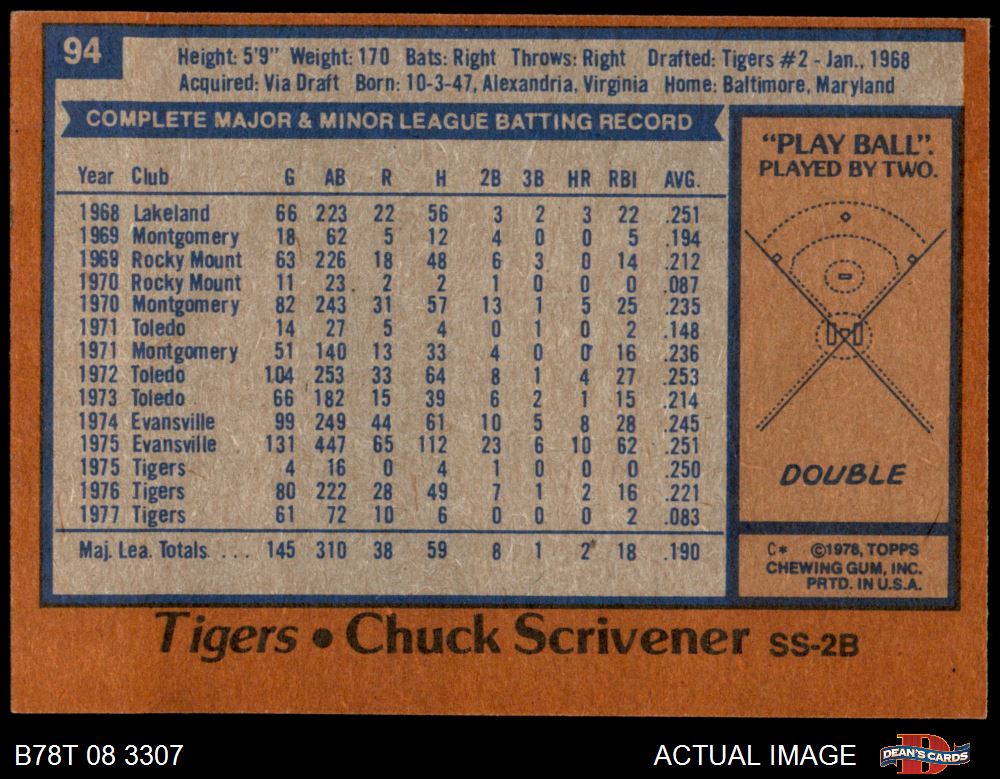 94
Height: 5'9" Weight: 170 Bats: Right Throws: Right Drafted: Tigers #2 - Jan., 1968
Acquired: Via Draft Born: 10-3-47, Alexandria, Virginia Home: Baltimore, Maryland
COMPLETE MAJOR & MINOR LEAGUE BATTING RECORD
Year Club G AB R H 2B 3B HR RBI AVG.
1968 Lakeland 66 223 22 56 3 2 3 22 .251
1969 Montgomery 18 62 5 12 4 0 0 5 .194
1969 Rocky Mount 63 226 18 48 6 3 0 14 .212
1970 Rocky Mount 11 23 2 2 1 0 0 0 .087
1970 Montgomery 82 243 31 57 13 1 5 25 .235
1971 Toledo 14 27 5 4 0 1 0 2 .148
1971 Montgomery 51 140 13 33 4 0 0 16 .236
1972 Toledo 104 253 33 64 8 1 4 27 .253
1973 Toledo 66 182 15 39 6 2 1 15 .214
1974 Evansville 99 249 44 61 10 5 8 28 .245
1975 Evansville 131 447 65 112 23 6 10 62 .251
1975 Tigers 4 16 0 4 1 0 0 0 .250
1976 Tigers 80 222 28 49 7 1 2 16 .221
1977 Tigers 61 72 10 6 0 0 0 2 .083
Maj. Lea. Totals. . . . 145 310 38 59 8 1 2 18 .190
"PLAY BALL".
PLAYED BY TWO.
DOUBLE
C* ©1978, TOPPS
CHEWING GUM, INC.
PRTD. IN U.S.A.
Tigers • Chuck Scrivener SS-2B
B78T 08 3307
ACTUAL IMAGE
D
DEAN'S CARDS